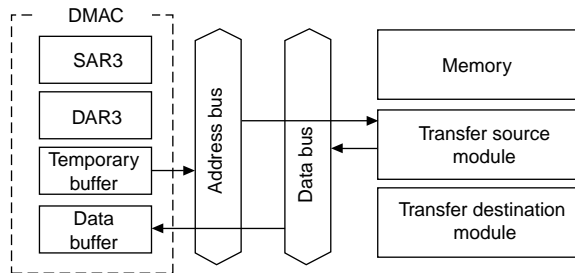 DMAC
SAR3
DAR3
Temporary
buffer
Data
buffer
Address bus
Data bus
Memory
Transfer source
module
Transfer destination
module